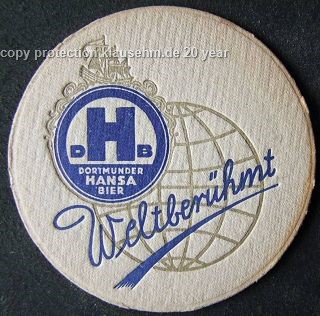 copy protection.klausehm.de 20 year
D H B
DORTMUNDER
HANSA
BIER
Weltberühmt